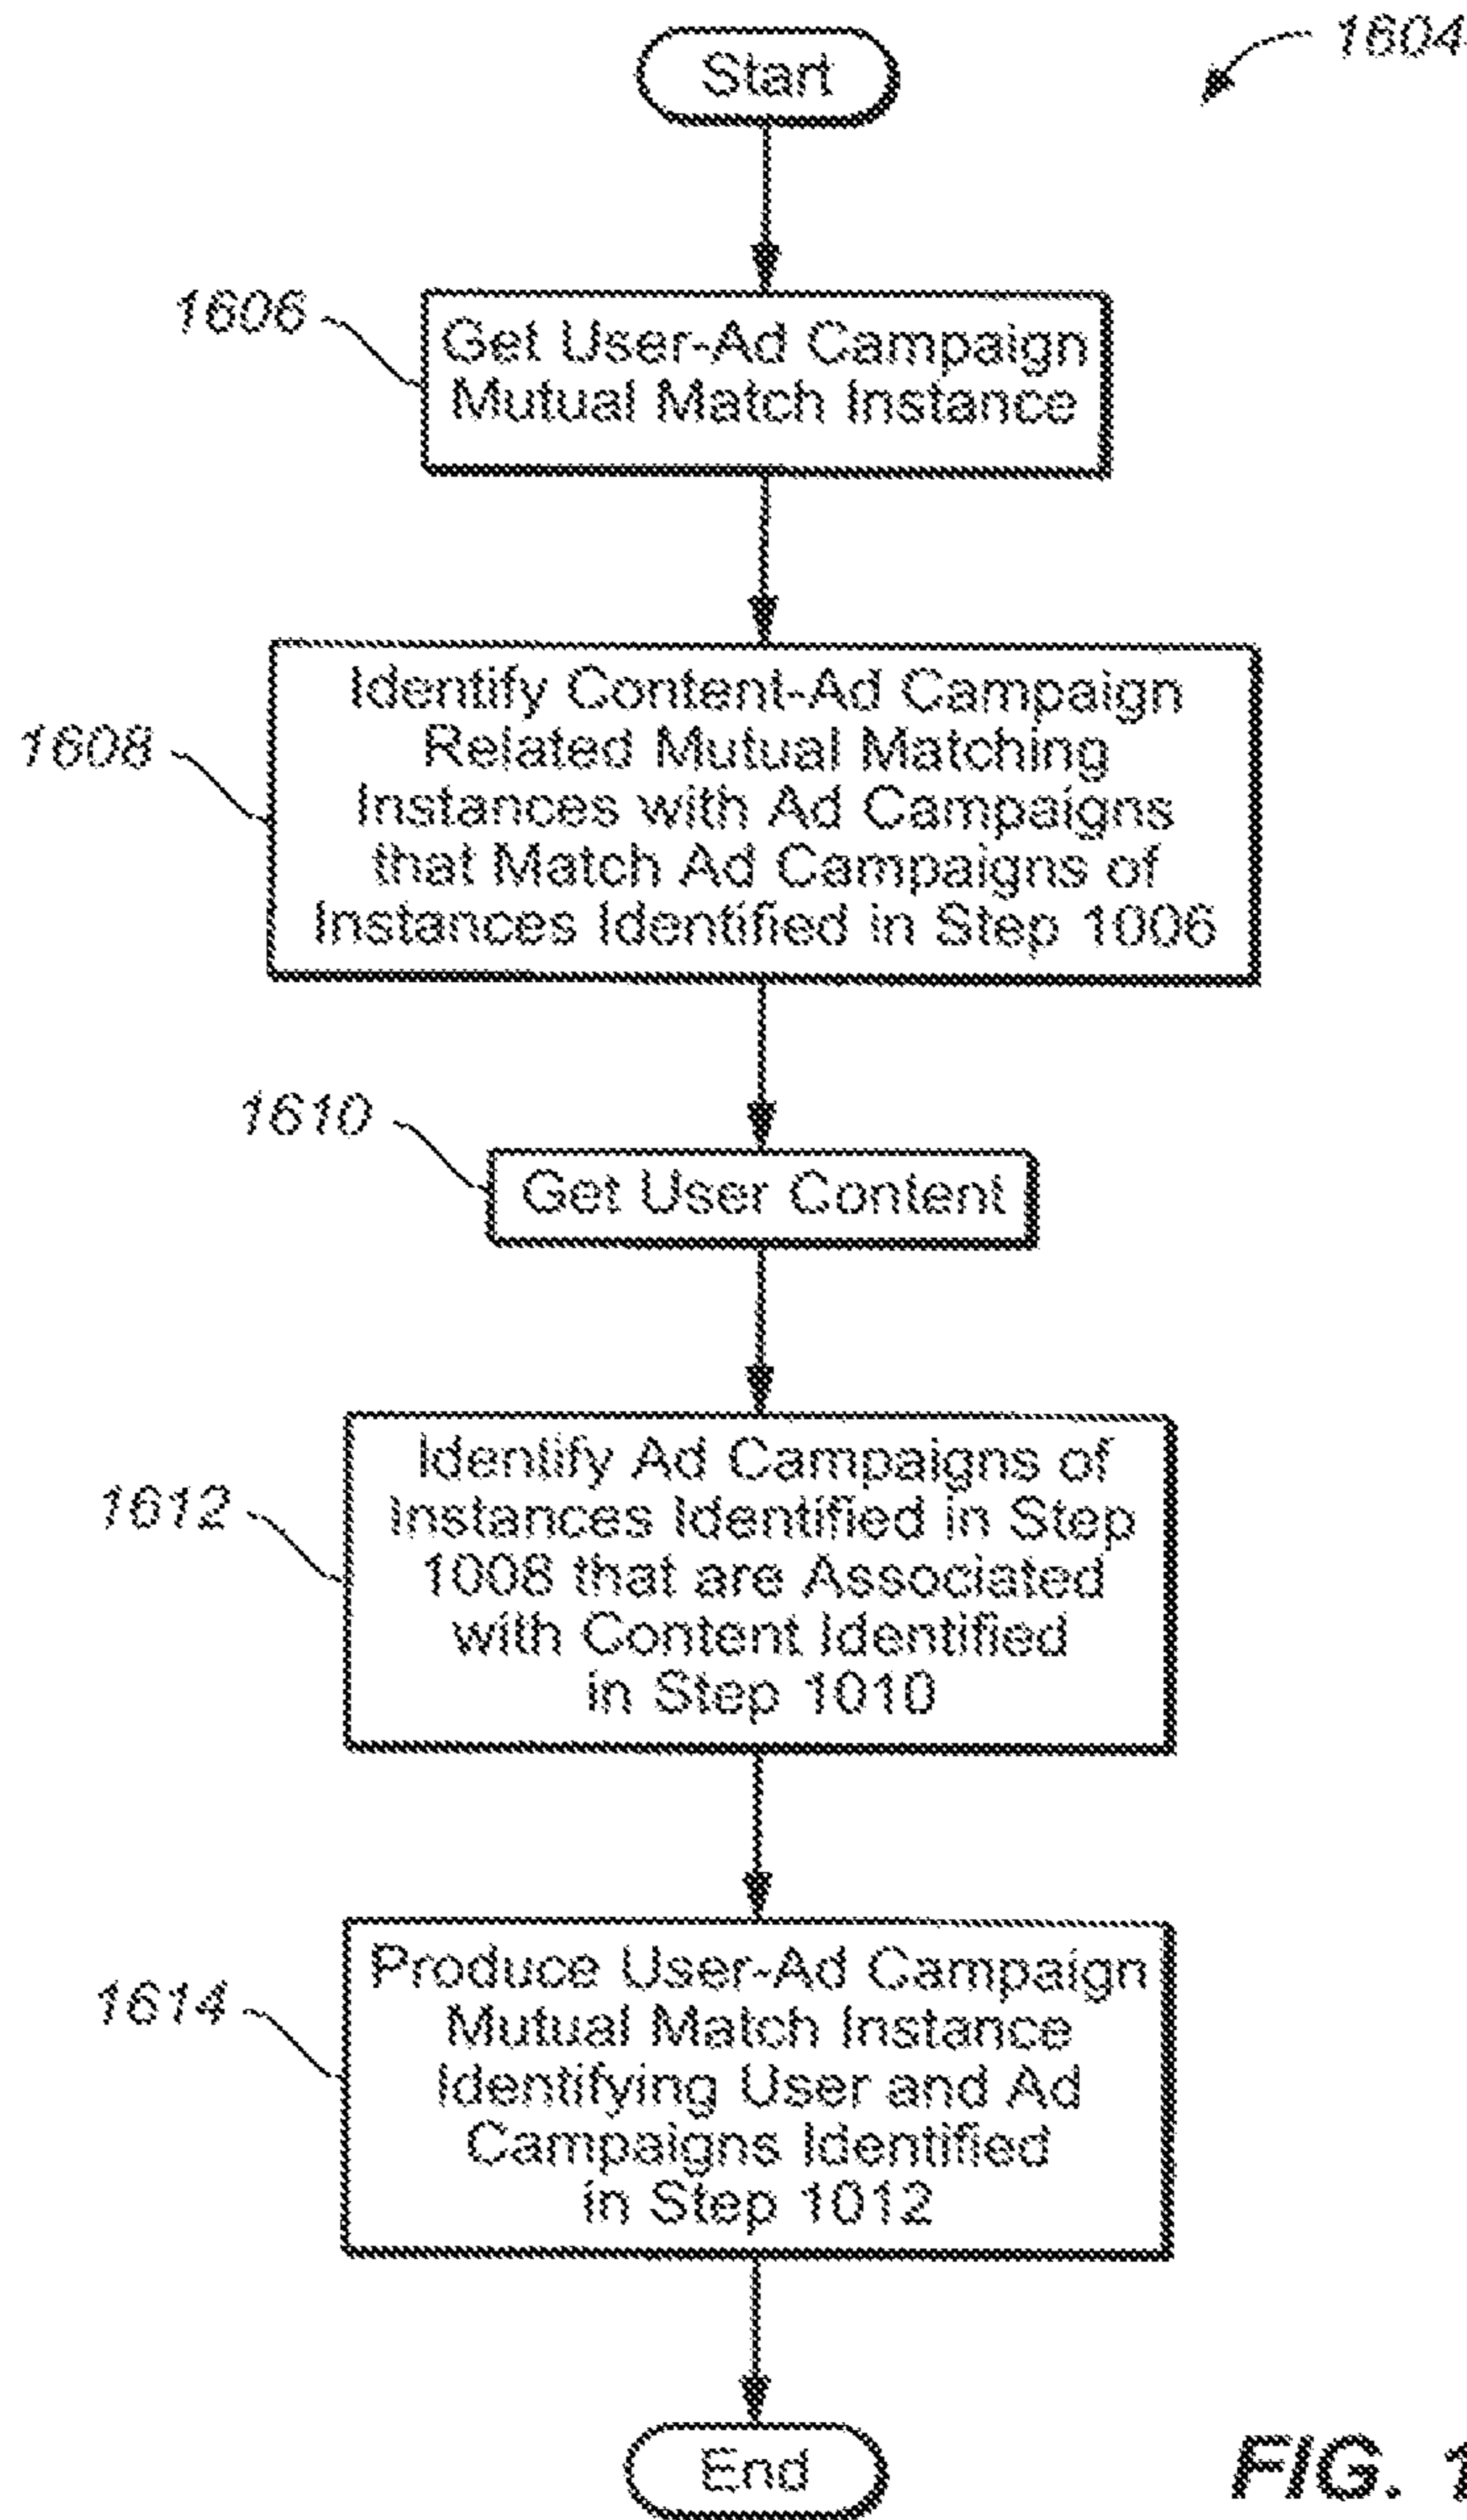 1604
Start
1606
Get User-Ad Campaign
Mutual Match Instance
1608
Identify Content-Ad Campaign
Related Mutual Matching
Instances with Ad Campaigns
that Match Ad Campaigns of
Instances Identified in Step 1006
1610
Get User Content
1612
Identify Ad Campaigns of
Instances Identified in Step
1008 that are Associated
with Content Identified
in Step 1010
1614
Produce User-Ad Campaign
Mutual Match Instance
Identifying User and Ad
Campaigns Identified
in Step 1012
End
FIG. 1